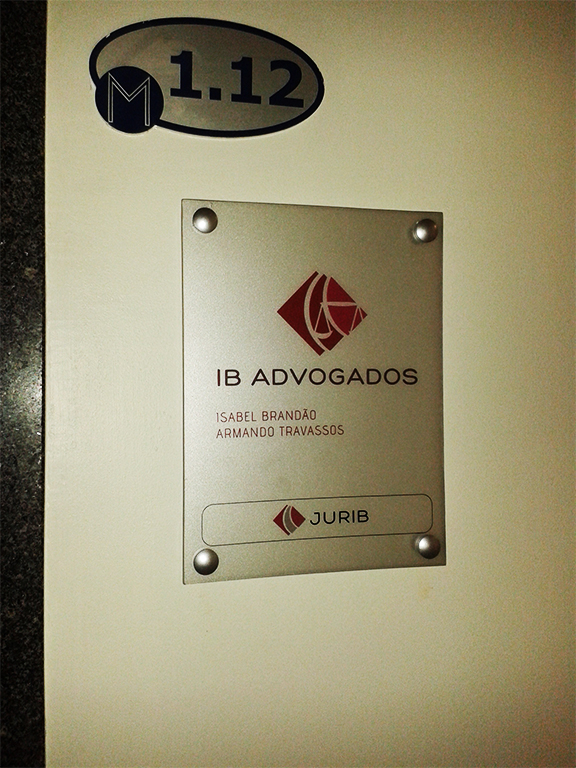 M 1.12
IB ADVOGADOS
ISABEL BRANDÃO
ARMANDO TRAVASSOS
JURIB